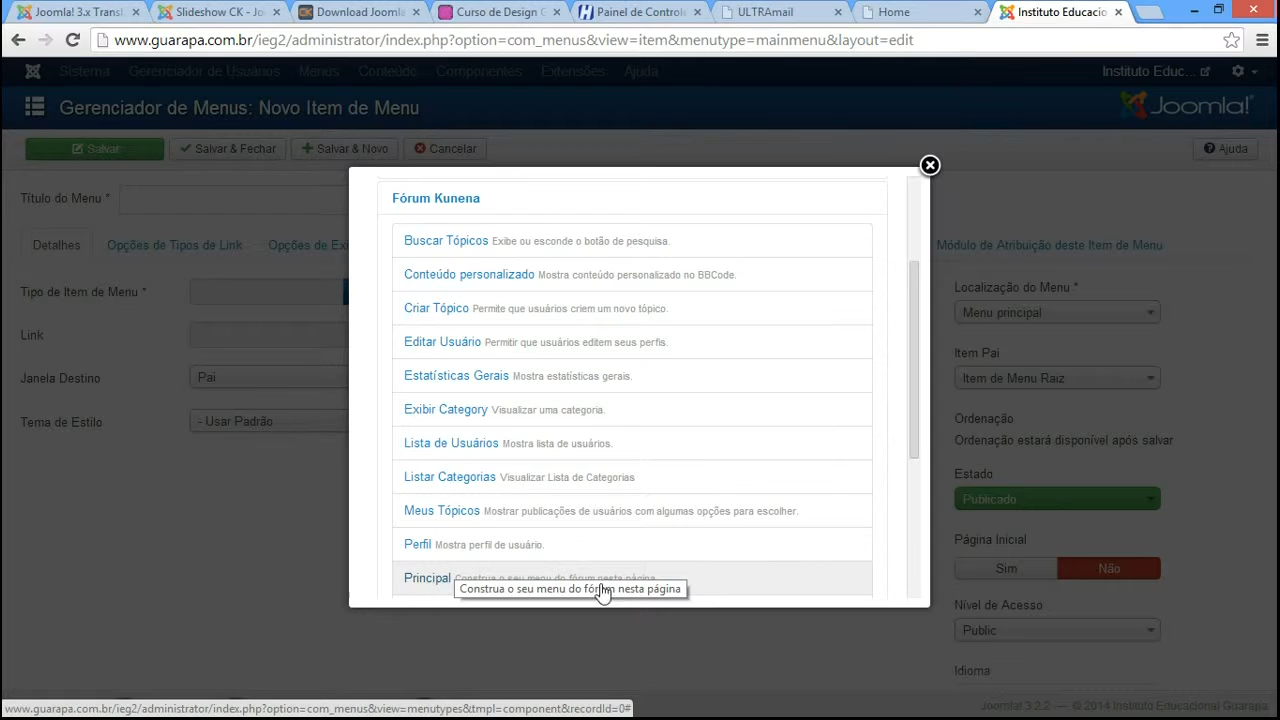 Joomla! 3.x Transl
Slideshow CK - Joo
Download Joomla
Curso de Design G
Painel de Controle
ULTRAmail
Home
Instituto Educacio
www.guarapa.com.br/ieg2/administrator/index.php?option=com_menus&view=item&menutype=mainmenu&layout=edit
Sistema Gerenciador de Usuários Menus Conteúdo Componentes Extensões Ajuda Instituto Educ...
Gerenciador de Menus: Novo Item de Menu Joomla!®
Salvar Salvar & Fechar Salvar & Novo Cancelar Ajuda
Título do Menu *
Detalhes Opções de Tipos de Link Opções de Exi Módulo de Atribuição deste Item de Menu
Tipo de Item de Menu *
Link
Janela Destino Pai
Tema de Estilo - Usar Padrão
Fórum Kunena
Buscar Tópicos Exibe ou esconde o botão de pesquisa.
Conteúdo personalizado Mostra conteúdo personalizado no BBCode.
Criar Tópico Permite que usuários criem um novo tópico.
Editar Usuário Permitir que usuários editem seus perfis.
Estatísticas Gerais Mostra estatísticas gerais.
Exibir Category Visualizar uma categoria.
Lista de Usuários Mostra lista de usuários.
Listar Categorias Visualizar Lista de Categorias
Meus Tópicos Mostrar publicações de usuários com algumas opções para escolher.
Perfil Mostra perfil de usuário.
Principal Construa o seu menu do fórum nesta página
Construa o seu menu do fórum nesta página
Localização do Menu *
Menu principal
Item Pai
Item de Menu Raiz
Ordenação
Ordenação estará disponível após salvar
Estado
Publicado
Página Inicial
Sim Não
Nível de Acesso
Public
Idioma
www.guarapa.com.br/ieg2/administrator/index.php?option=com_menus&view=menutypes&tmpl=component&recordId=0#
Joomla! 3.2.2 — © 2014 Instituto Educacional Guarapa